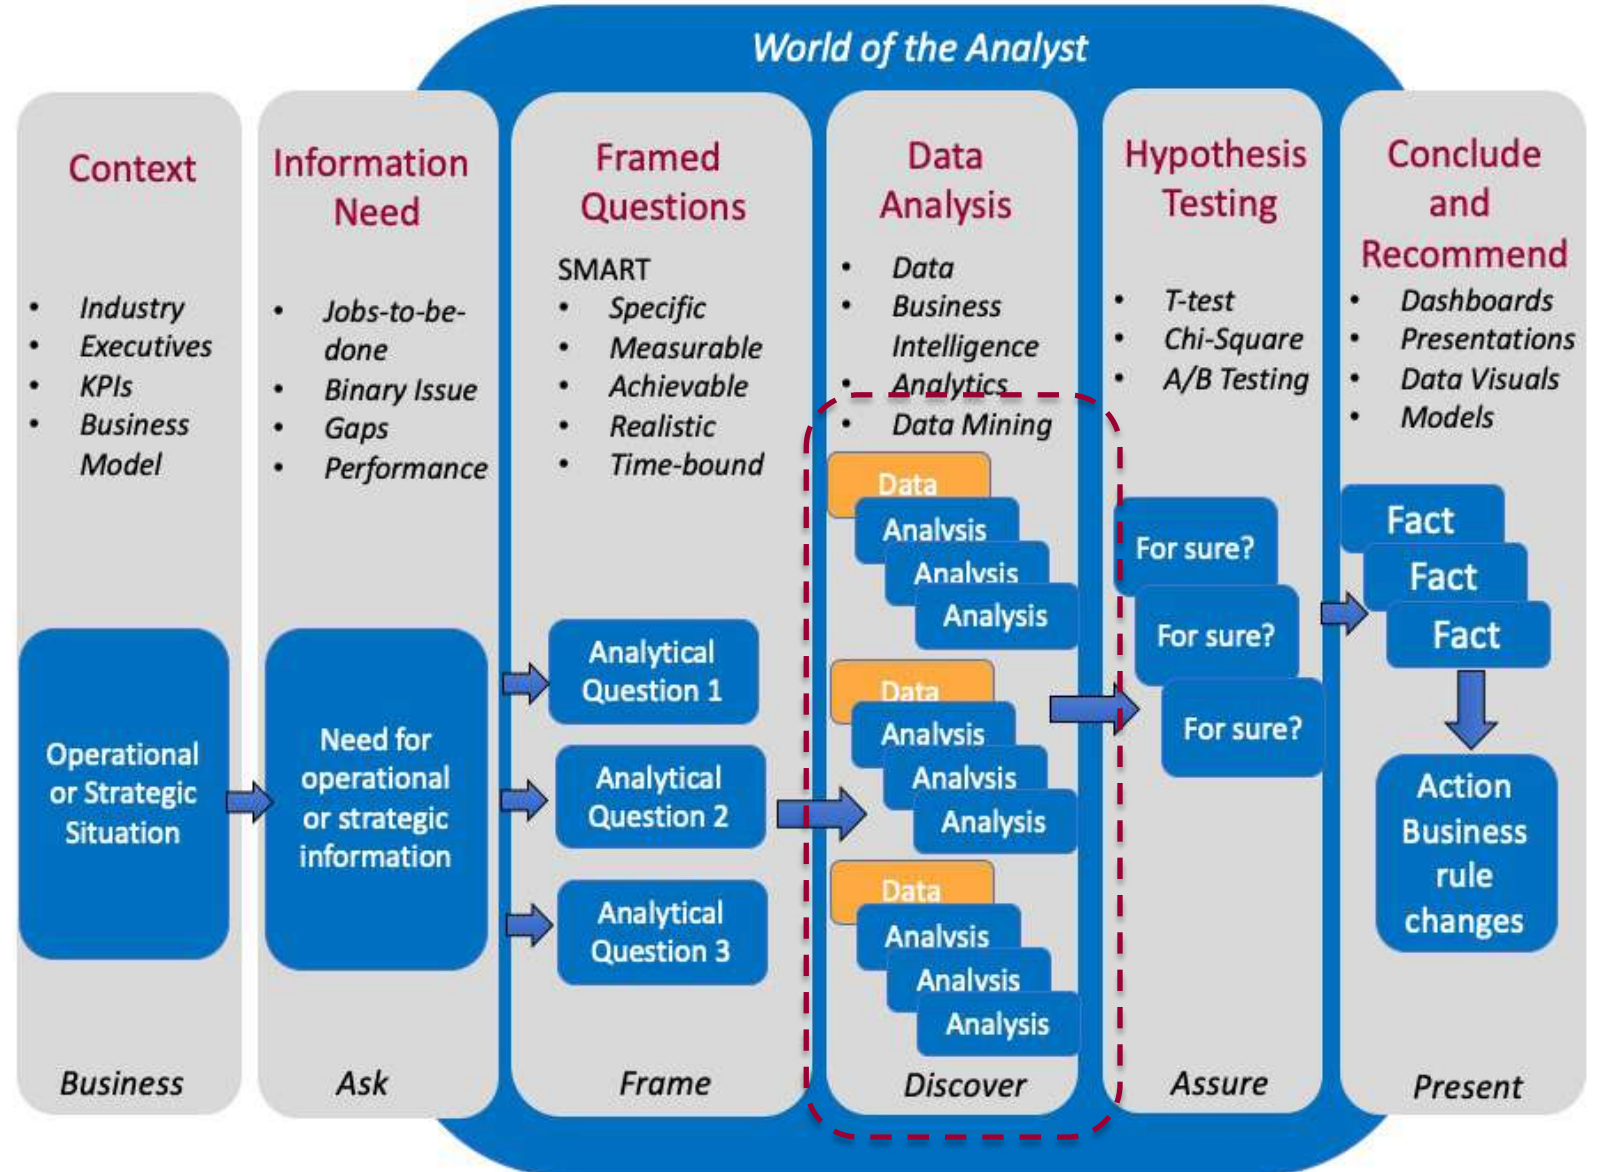 World of the Analyst
Context
• Industry
• Executives
• KPIs
• Business
Model
Operational
or Strategic
Situation
Business
Information
Need
• Jobs-to-be-
done
• Binary Issue
• Gaps
• Performance
Need for
operational
or strategic
information
Ask
Framed
Questions
SMART
• Specific
• Measurable
• Achievable
• Realistic
• Time-bound
Analytical
Question 1
Analytical
Question 2
Analytical
Question 3
Frame
Data
Analysis
• Data
• Business
Intelligence
• Analytics
• Data Mining
Data
Analysis
Analysis
Analysis
Data
Analysis
Analysis
Analysis
Data
Analysis
Analysis
Analysis
Discover
Hypothesis
Testing
• T-test
• Chi-Square
• A/B Testing
For sure?
For sure?
For sure?
Assure
Conclude
and
Recommend
• Dashboards
• Presentations
• Data Visuals
• Models
Fact
Fact
Fact
Action
Business
rule
changes
Present